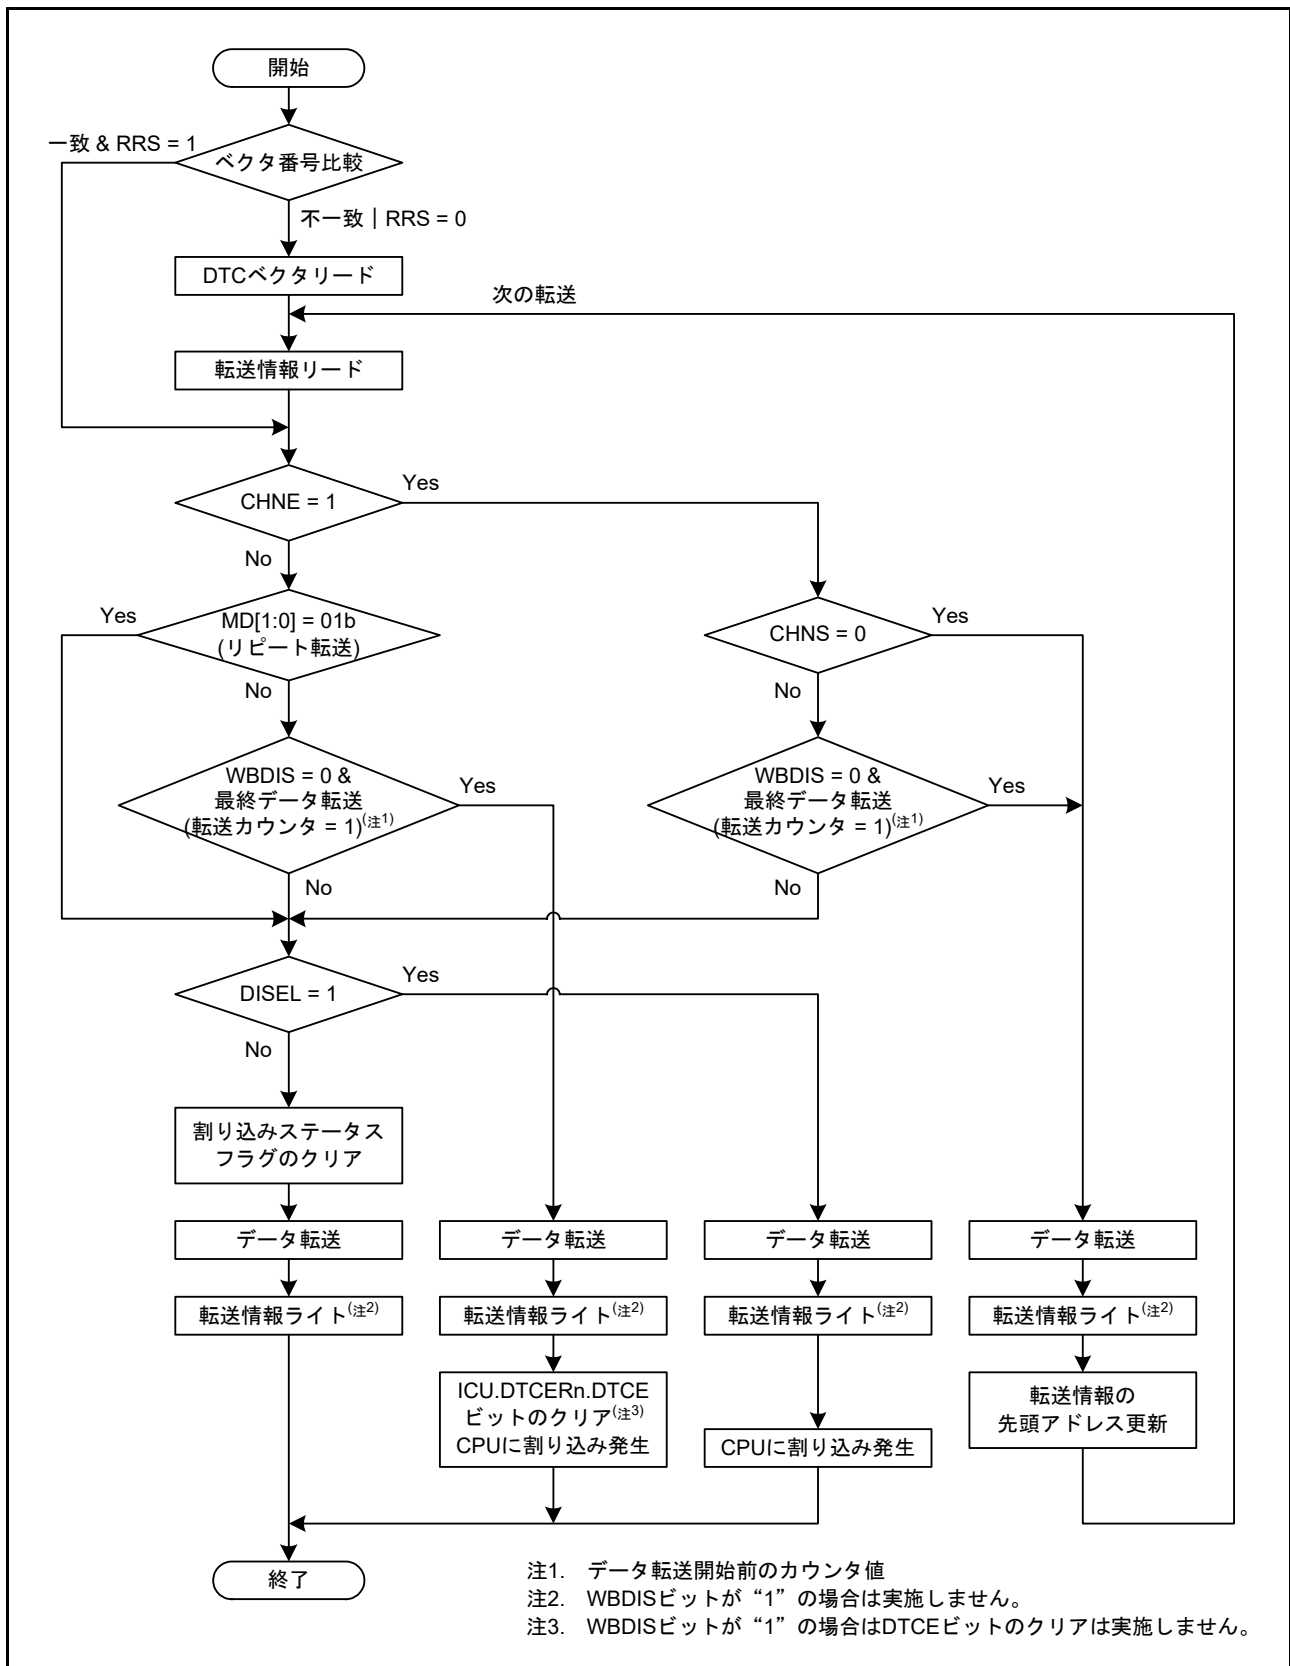 開始
一致 & RRS = 1
ベクタ番号比較
不一致 | RRS = 0
DTCベクタリード
次の転送
転送情報リード
CHNE = 1
Yes
No
MD[1:0] = 01b
(リピート転送)
Yes
No
CHNS = 0
Yes
No
WBDIS = 0 &
最終データ転送
(転送カウンタ = 1)(注1)
Yes
No
WBDIS = 0 &
最終データ転送
(転送カウンタ = 1)(注1)
Yes
No
DISEL = 1
Yes
No
割り込みステータス
フラグのクリア
データ転送
データ転送
データ転送
データ転送
転送情報ライト(注2)
転送情報ライト(注2)
転送情報ライト(注2)
転送情報ライト(注2)
ICU.DTCERn.DTCE
ビットのクリア(注3)
CPUに割り込み発生
CPUに割り込み発生
転送情報の
先頭アドレス更新
終了
注1. データ転送開始前のカウンタ値
注2. WBDISビットが“1”の場合は実施しません。
注3. WBDISビットが“1”の場合はDTCEビットのクリアは実施しません。